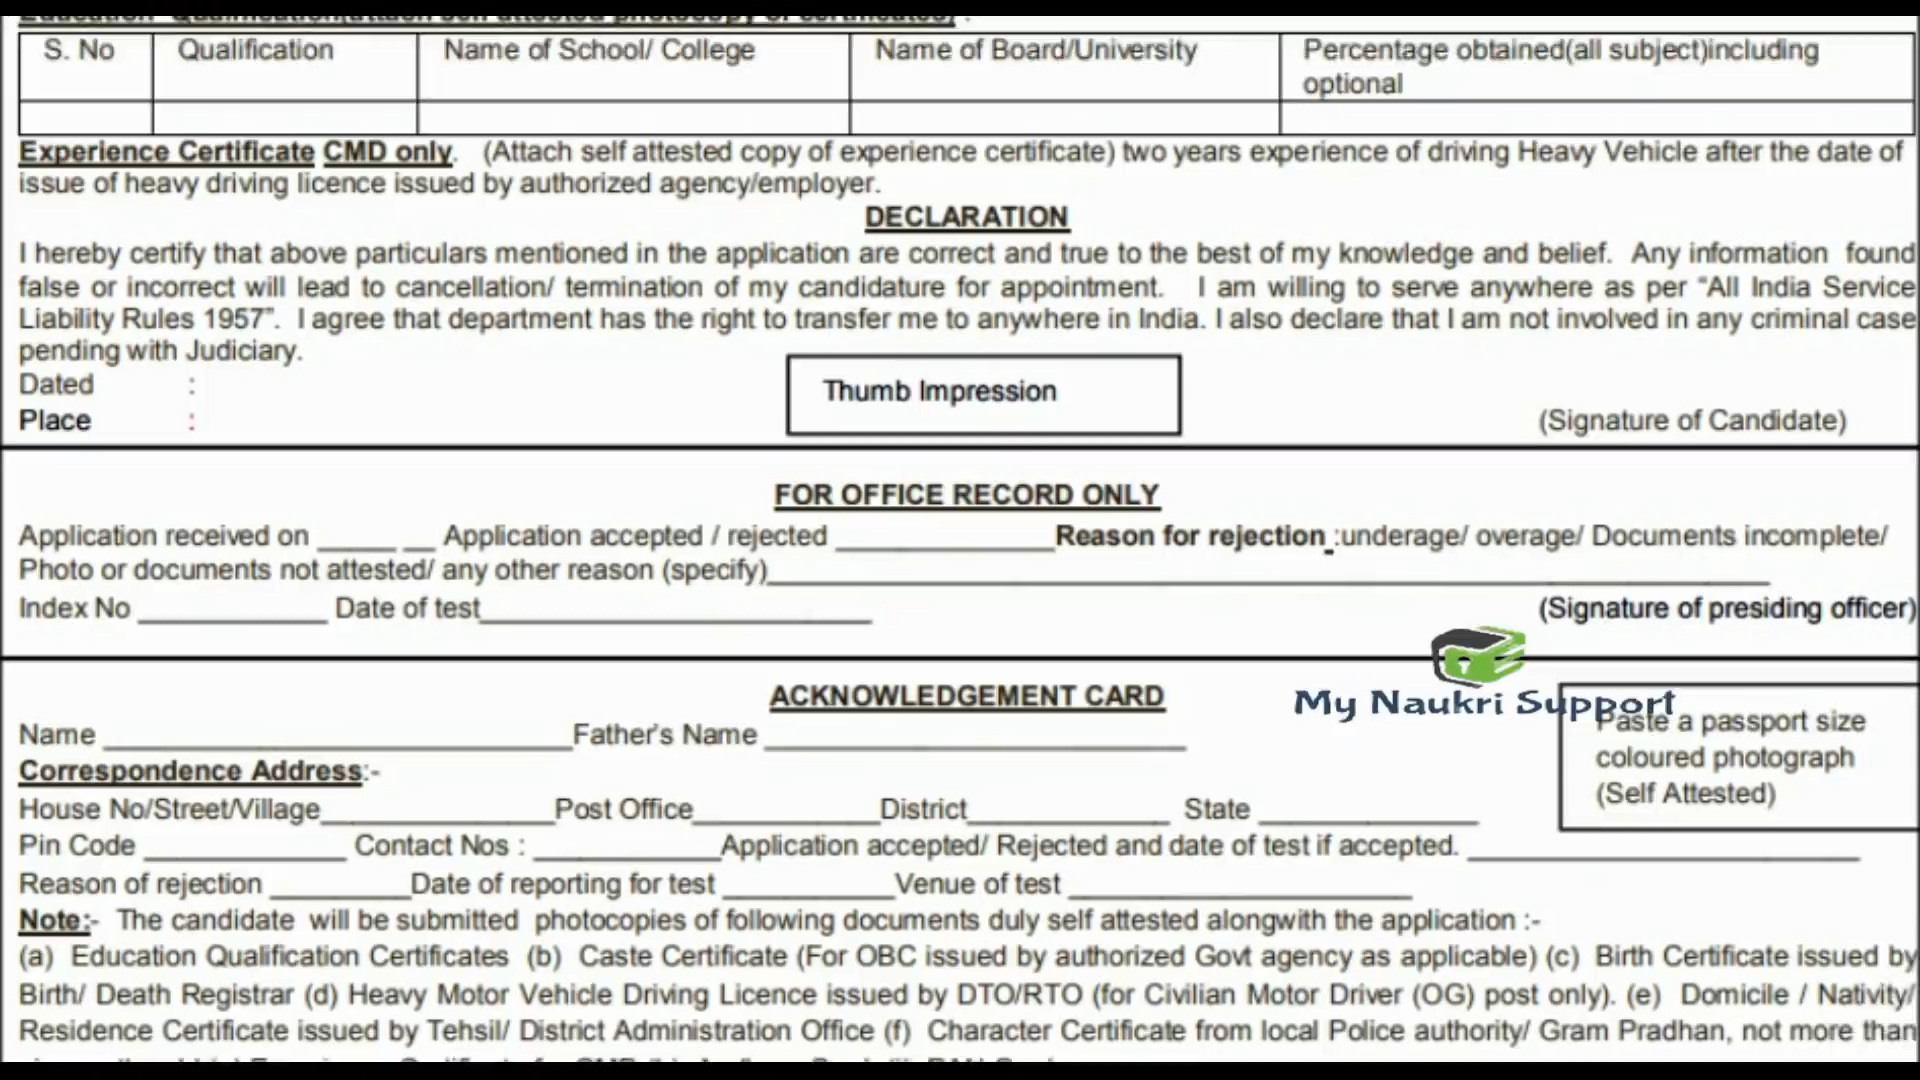 Education Qualification(attach self attested photocopy of certificates) :
S. No Qualification Name of School/ College Name of Board/University Percentage obtained(all subject)including optional
Experience Certificate CMD only. (Attach self attested copy of experience certificate) two years experience of driving Heavy Vehicle after the date of
issue of heavy driving licence issued by authorized agency/employer.
DECLARATION
I hereby certify that above particulars mentioned in the application are correct and true to the best of my knowledge and belief. Any information found
false or incorrect will lead to cancellation/ termination of my candidature for appointment. I am willing to serve anywhere as per “All India Service
Liability Rules 1957”. I agree that department has the right to transfer me to anywhere in India. I also declare that I am not involved in any criminal case
pending with Judiciary.
Dated :
Thumb Impression
Place :
(Signature of Candidate)
FOR OFFICE RECORD ONLY
Application received on _____ __ Application accepted / rejected ______________Reason for rejection :underage/ overage/ Documents incomplete/
Photo or documents not attested/ any other reason (specify)______________
Index No ____________ Date of test_________________________
(Signature of presiding officer)
ACKNOWLEDGEMENT CARD
My Naukri Support
Paste a passport size
coloured photograph
(Self Attested)
Name ______________________________Father's Name ___________________________
Correspondence Address:-
House No/Street/Village_______________Post Office____________District_____________ State ______________
Pin Code _____________ Contact Nos : ____________Application accepted/ Rejected and date of test if accepted. _________________________
Reason of rejection _________Date of reporting for test ___________Venue of test ______________________
Note:- The candidate will be submitted photocopies of following documents duly self attested alongwith the application :-
(a) Education Qualification Certificates (b) Caste Certificate (For OBC issued by authorized Govt agency as applicable) (c) Birth Certificate issued by
Birth/ Death Registrar (d) Heavy Motor Vehicle Driving Licence issued by DTO/RTO (for Civilian Motor Driver (OG) post only). (e) Domicile / Nativity/
Residence Certificate issued by Tehsil/ District Administration Office (f) Character Certificate from local Police authority/ Gram Pradhan, not more than